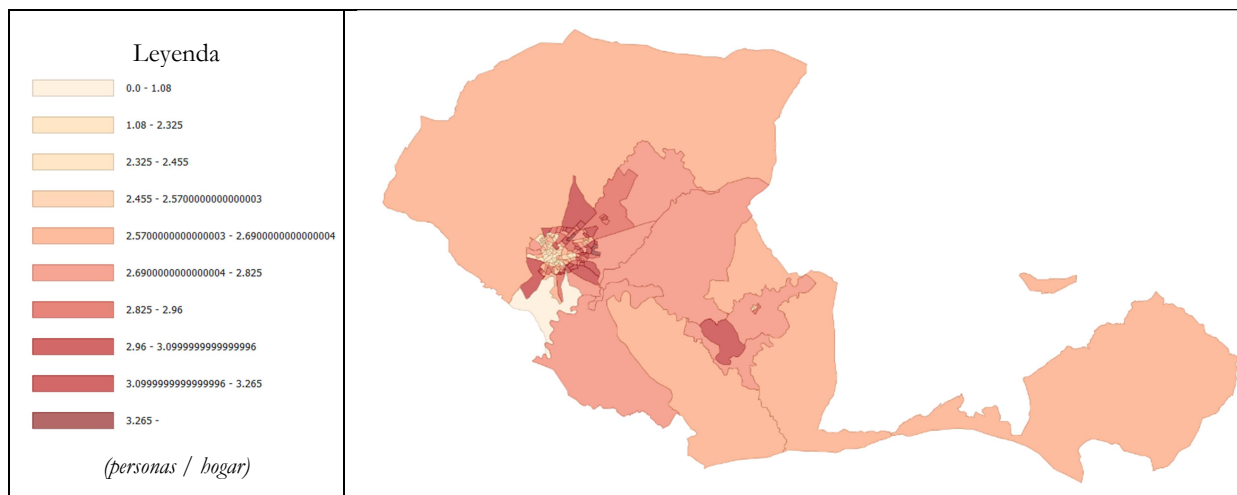 Leyenda
0.0 - 1.08
1.08 - 2.325
2.325 - 2.455
2.455 - 2.5700000000000003
2.5700000000000003 - 2.6900000000000004
2.6900000000000004 - 2.825
2.825 - 2.96
2.96 - 3.0999999999999996
3.0999999999999996 - 3.265
3.265 -
(personas / hogar)